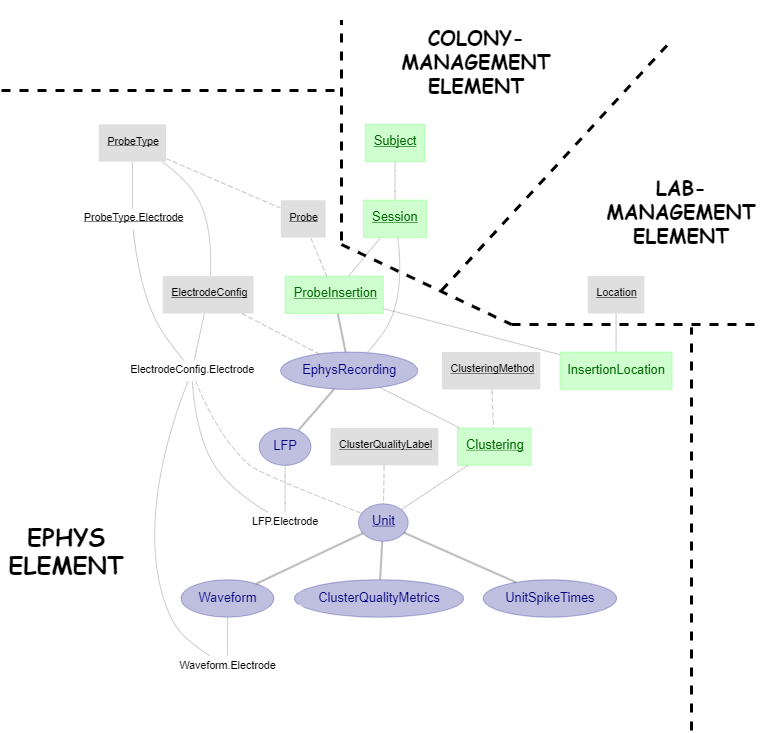 COLONY-
MANAGEMENT
ELEMENT
ProbeType
Subject
LAB-
MANAGEMENT
ELEMENT
ProbeType.Electrode
Probe
Session
ElectrodeConfig
ProbeInsertion
Location
ElectrodeConfig.Electrode
EphysRecording
ClusteringMethod
InsertionLocation
LFP
ClusterQualityLabel
Clustering
LFP.Electrode
Unit
EPHYS
ELEMENT
Waveform
ClusterQualityMetrics
UnitSpikeTimes
Waveform.Electrode